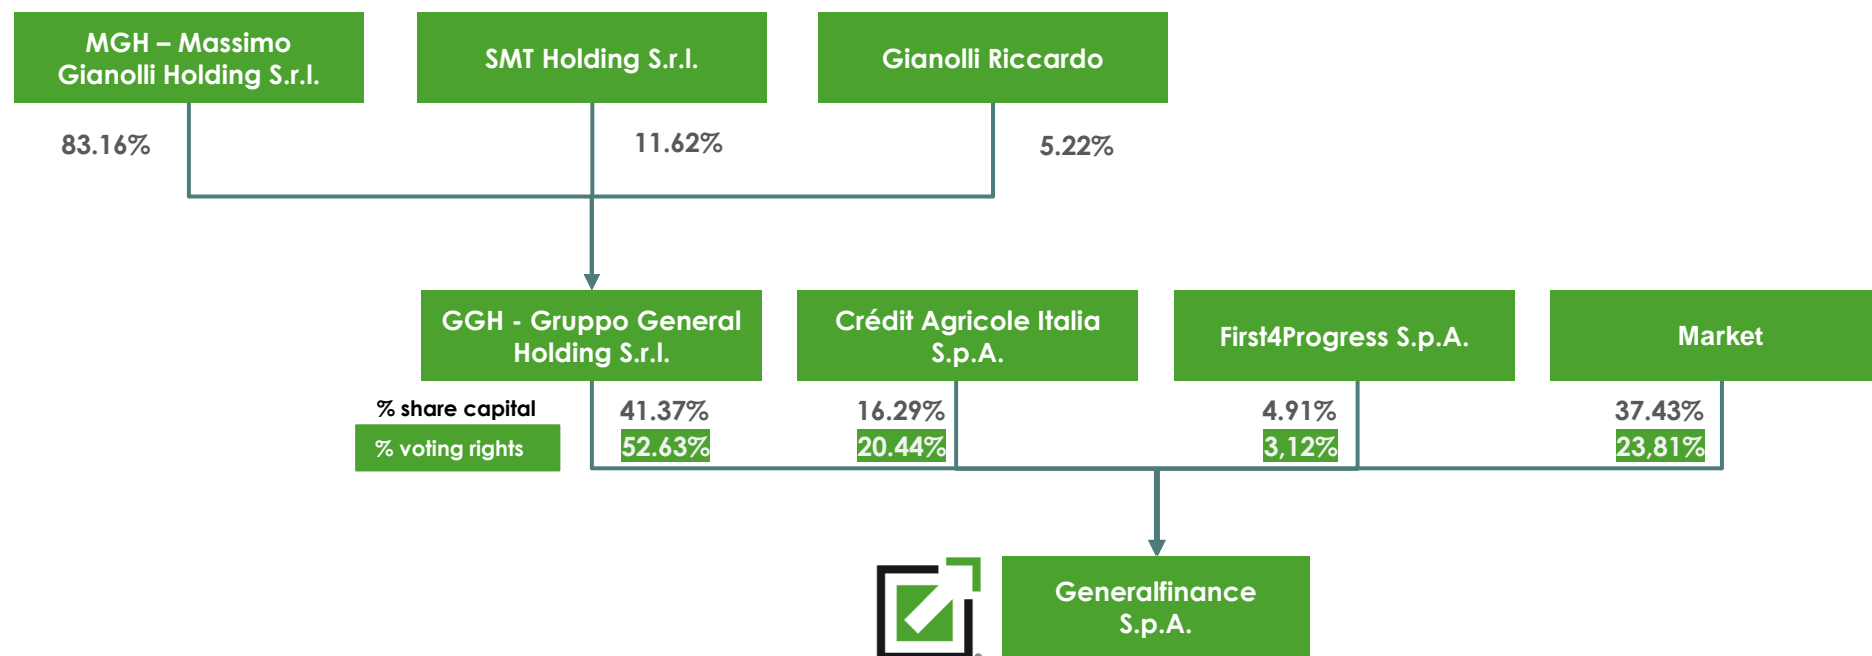 MGH – Massimo
Gianolli Holding S.r.l.
SMT Holding S.r.l.
Gianolli Riccardo
83.16%
11.62%
5.22%
GGH - Gruppo General
Holding S.r.l.
Crédit Agricole Italia
S.p.A.
First4Progress S.p.A.
Market
% share capital
41.37%
16.29%
4.91%
37.43%
% voting rights
52.63%
20.44%
3,12%
23,81%
Generalfinance
S.p.A.